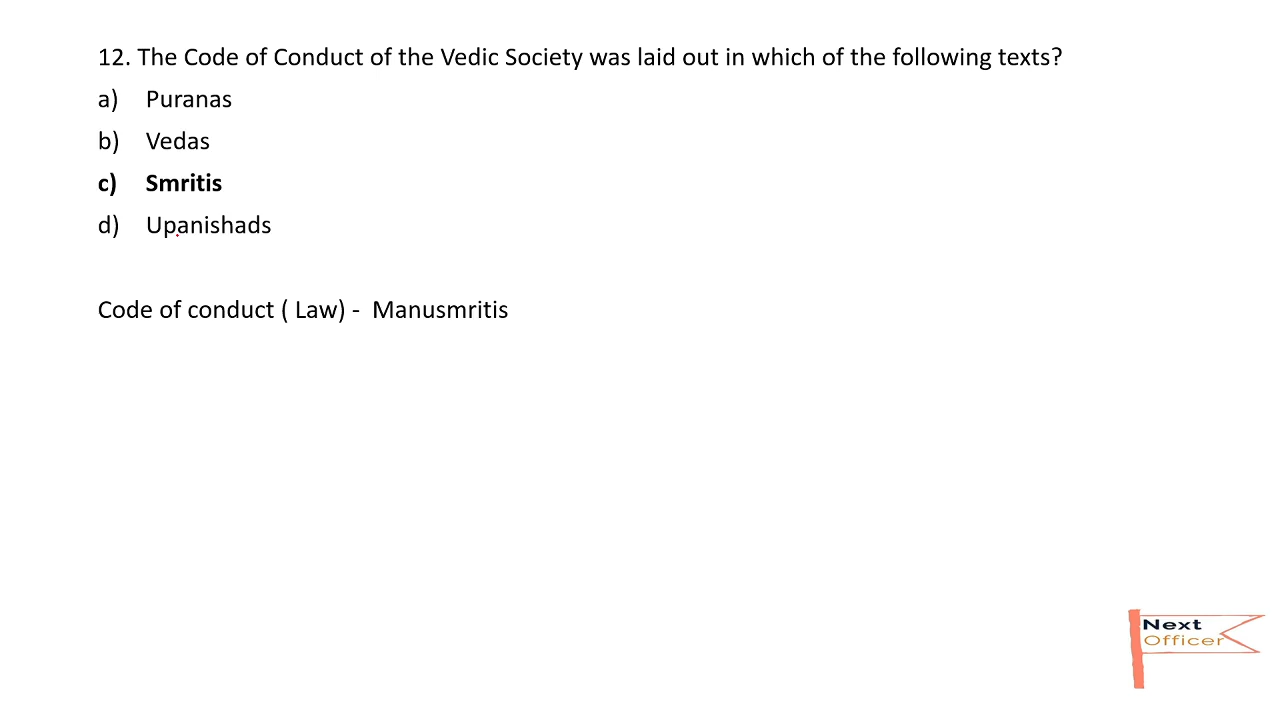 12. The Code of Conduct of the Vedic Society was laid out in which of the following texts?
a) Puranas
b) Vedas
c) Smritis
d) Upanishads
Code of conduct ( Law) - Manusmritis
Next
Officer